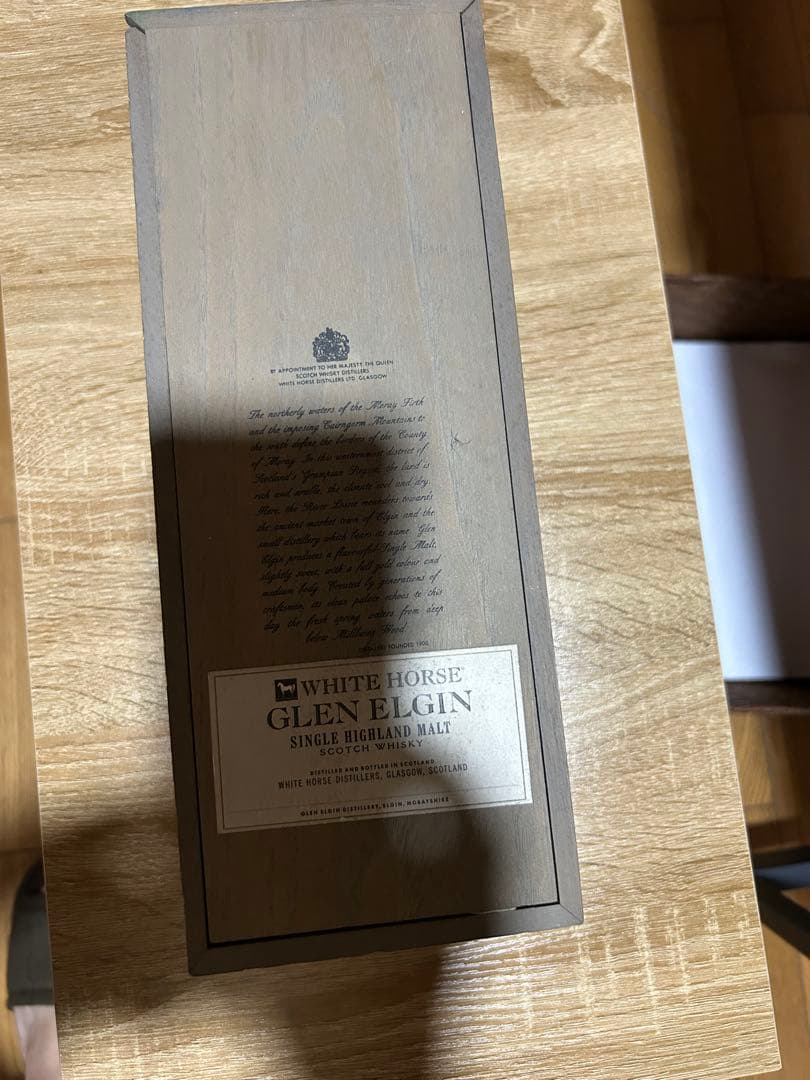 BY APPOINTMENT TO HER MAJESTY THE QUEEN
SCOTCH WHISKY DISTILLERS
WHITE HORSE DISTILLERS LTD. GLASGOW
The northerly waters of the Moray Firth
and the imposing Cairngorm Mountains to
the south define the borders of the County
of Moray. In this westernmost district of
Scotland's Grampian Region, the land is
rich and arable, the climate cool and dry.
Here, the River Lossie meanders towards
the ancient market town of Elgin and the
small distillery which bears its name. Glen
Elgin produces a flavoursful Single Malt,
slightly sweet, with a full gold colour and
medium body. Created by generations of
craftsmen, its clean palate echoes to this
day the fresh spring waters from deep
below Millbuies Wood.
FOUNDED 1900
WHITE HORSE
GLEN ELGIN
SINGLE HIGHLAND MALT
SCOTCH WHISKY
DISTILLED AND BOTTLED IN SCOTLAND
WHITE HORSE DISTILLERS, GLASGOW, SCOTLAND
GLEN ELGIN DISTILLERY, ELGIN, MORAYSHIRE